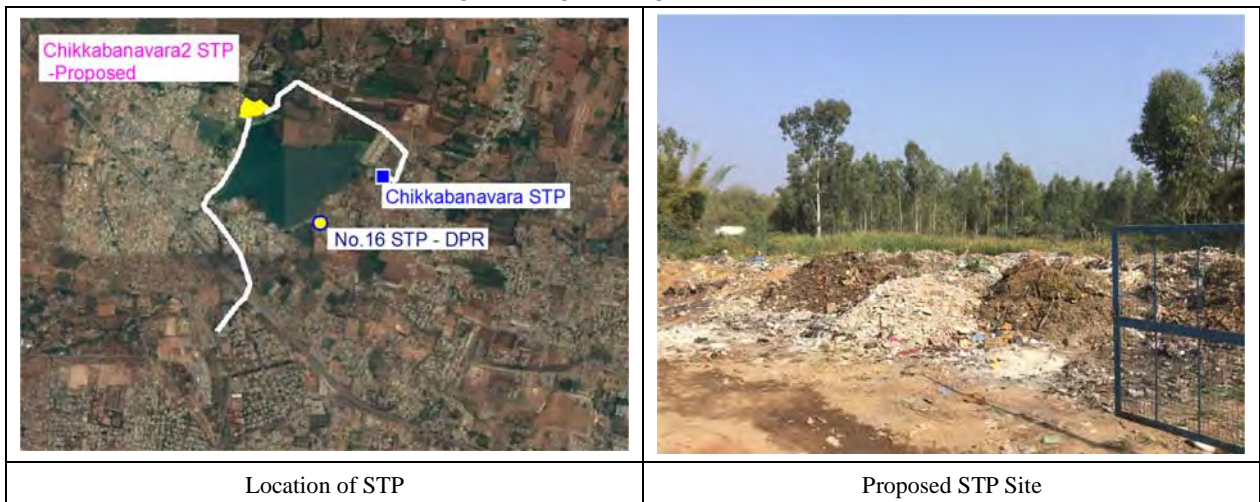 Chikkabanavara2 STP
-Proposed
Chikkabanavara STP
No.16 STP - DPR
Location of STP
Proposed STP Site